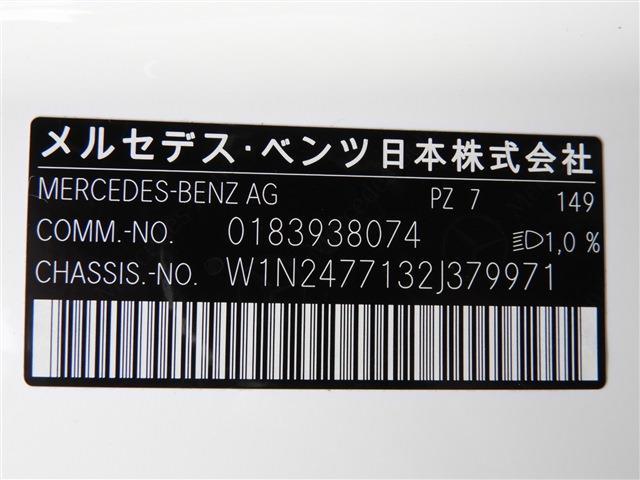 メルセデス・ベンツ日本株式会社
MERCEDES-BENZ AG PZ 7 149
COMM.-NO. 0183938074 1,0 %
CHASSIS.-NO. W1N2477132J379971